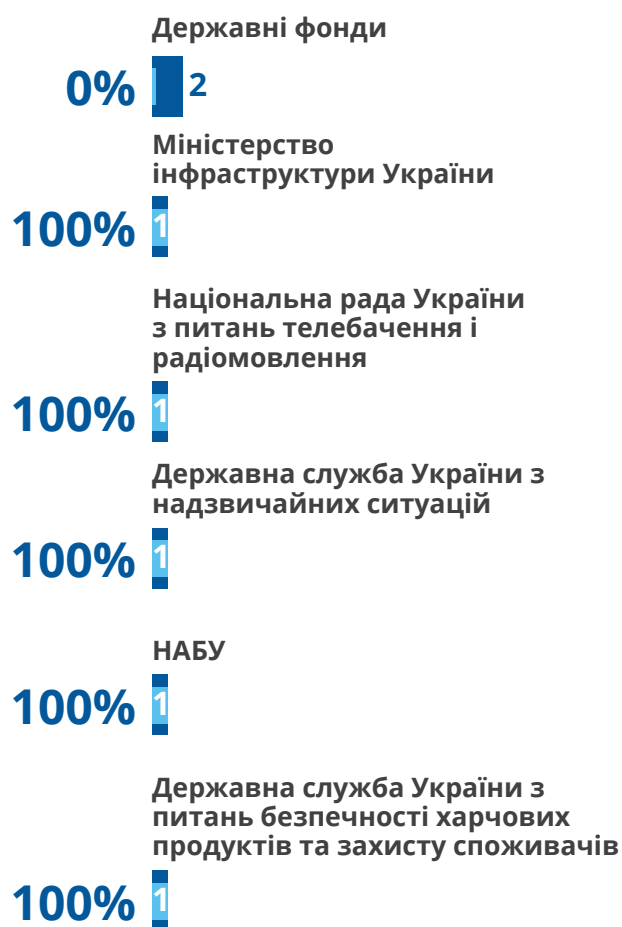 Державні фонди
0% 2
Міністерство
інфраструктури України
100% 1
Національна рада України
з питань телебачення і
радіомовлення
100% 1
Державна служба України з
надзвичайних ситуацій
100% 1
НАБУ
100% 1
Державна служба України з
питань безпечності харчових
продуктів та захисту споживачів
100% 1